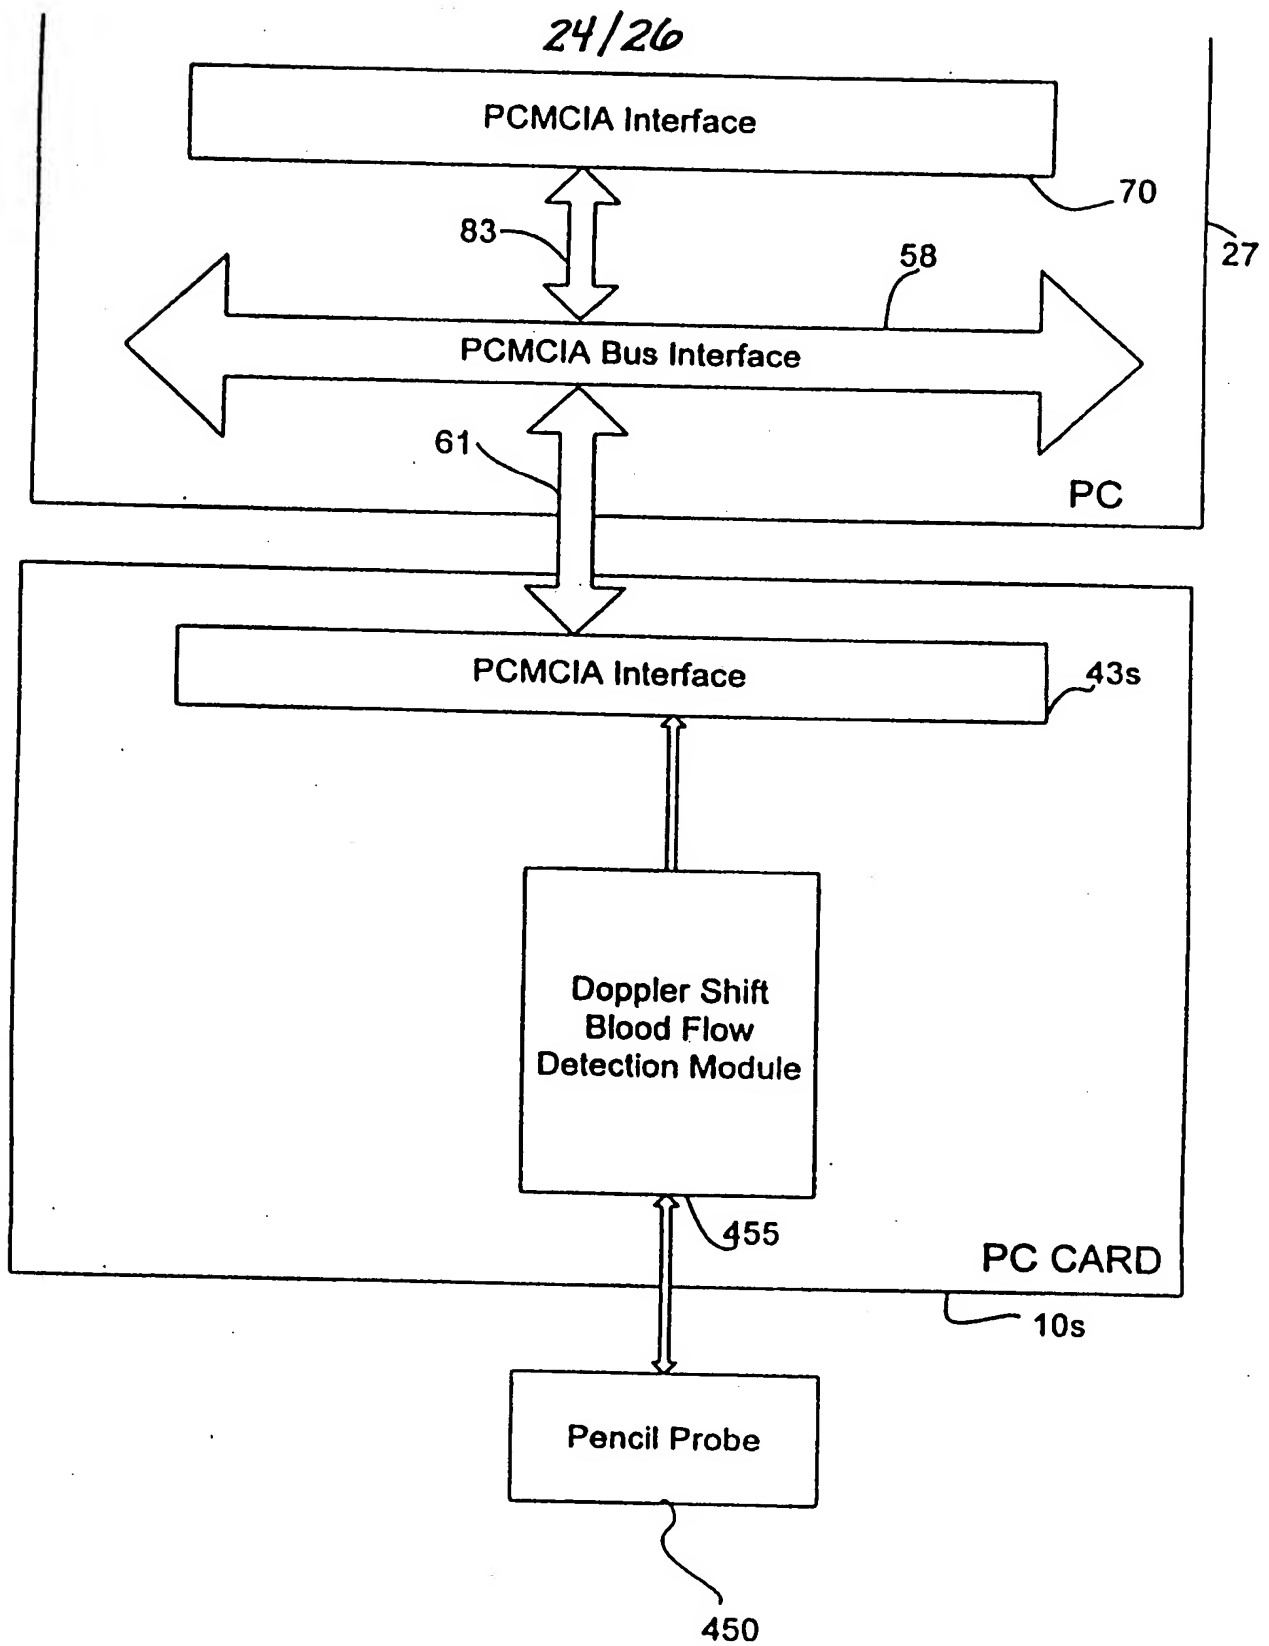 24/26
PCMCIA Interface
70
83
27
58
PCMCIA Bus Interface
61
PC
PCMCIA Interface
43s
Doppler Shift
Blood Flow
Detection Module
455
PC CARD
10s
Pencil Probe
450